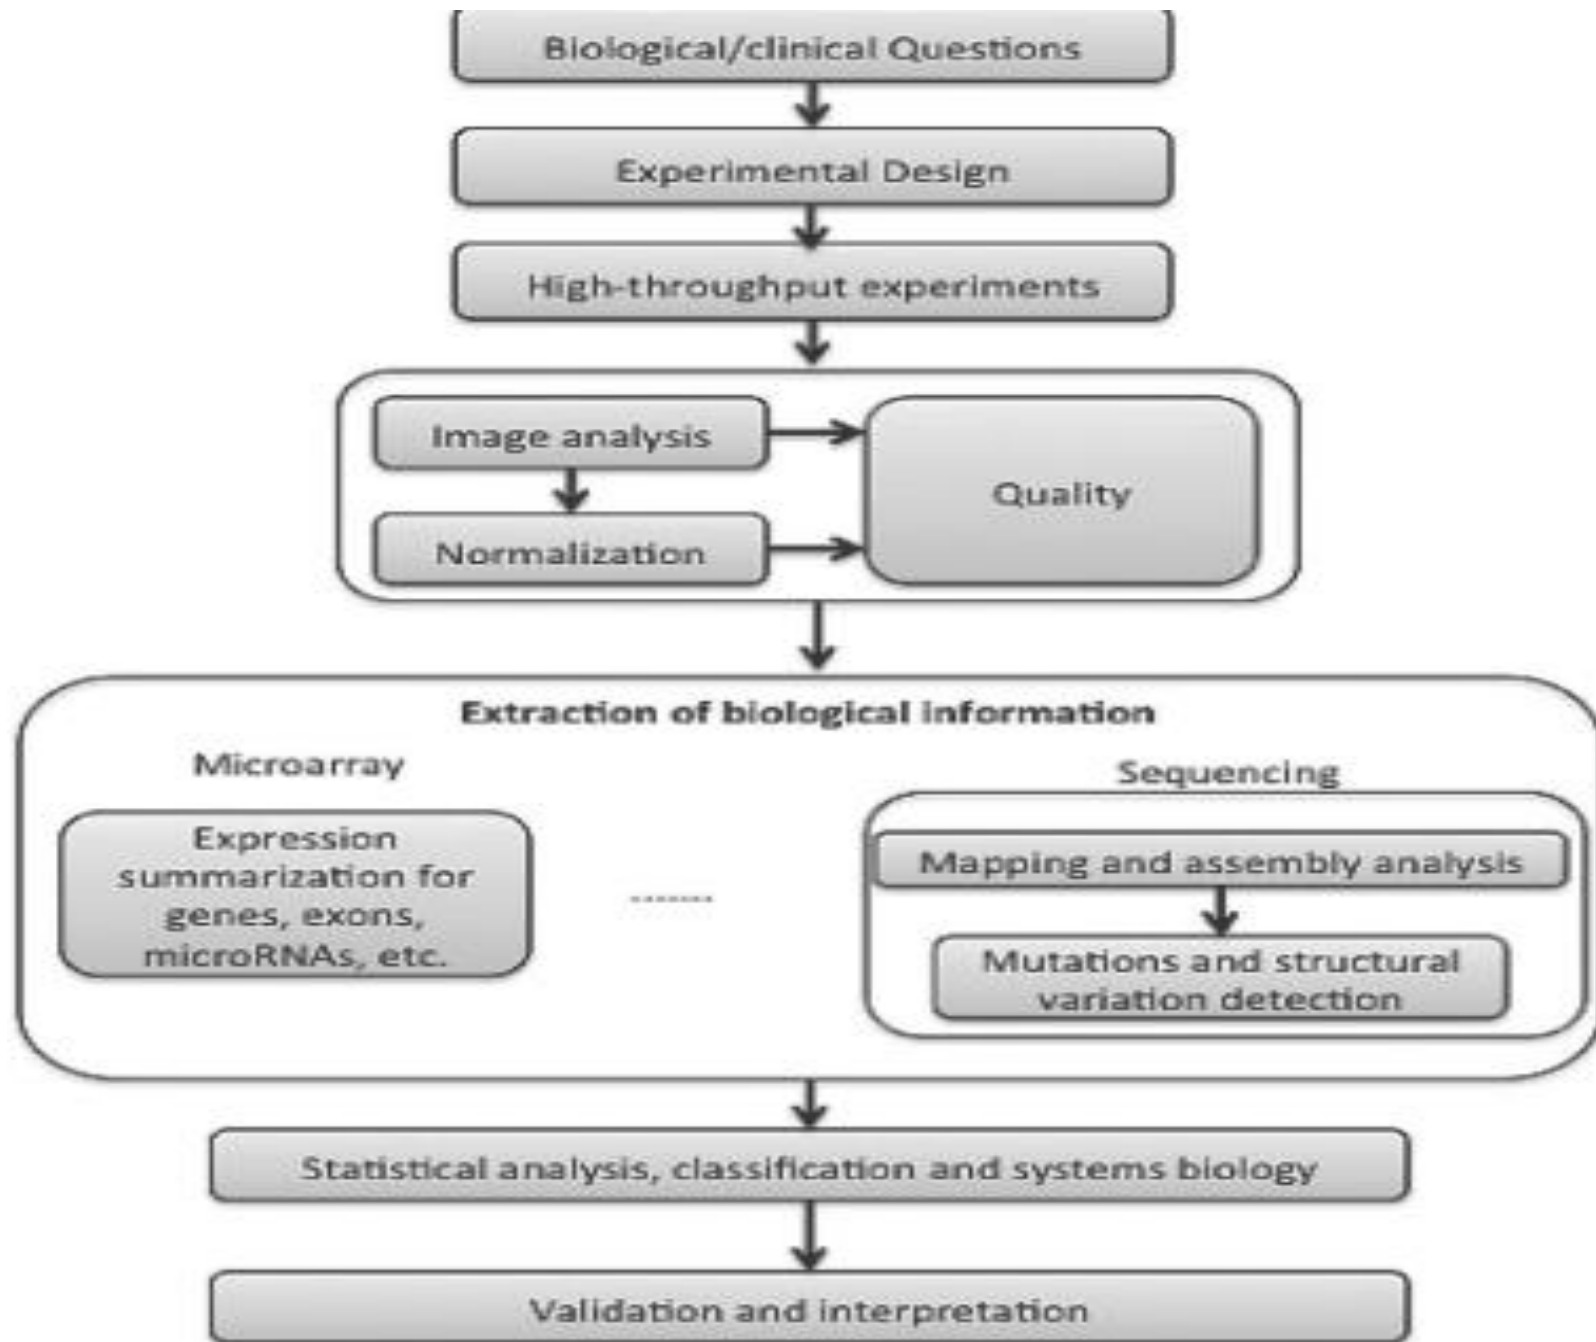 Biological/clinical Questions
Experimental Design
High-throughput experiments
Image analysis
Normalization
Quality
Extraction of biological information
Microarray
Expression
summarization for
genes, exons,
microRNAs, etc.
-------
Sequencing
Mapping and assembly analysis
Mutations and structural
variation detection
Statistical analysis, classification and systems biology
Validation and interpretation